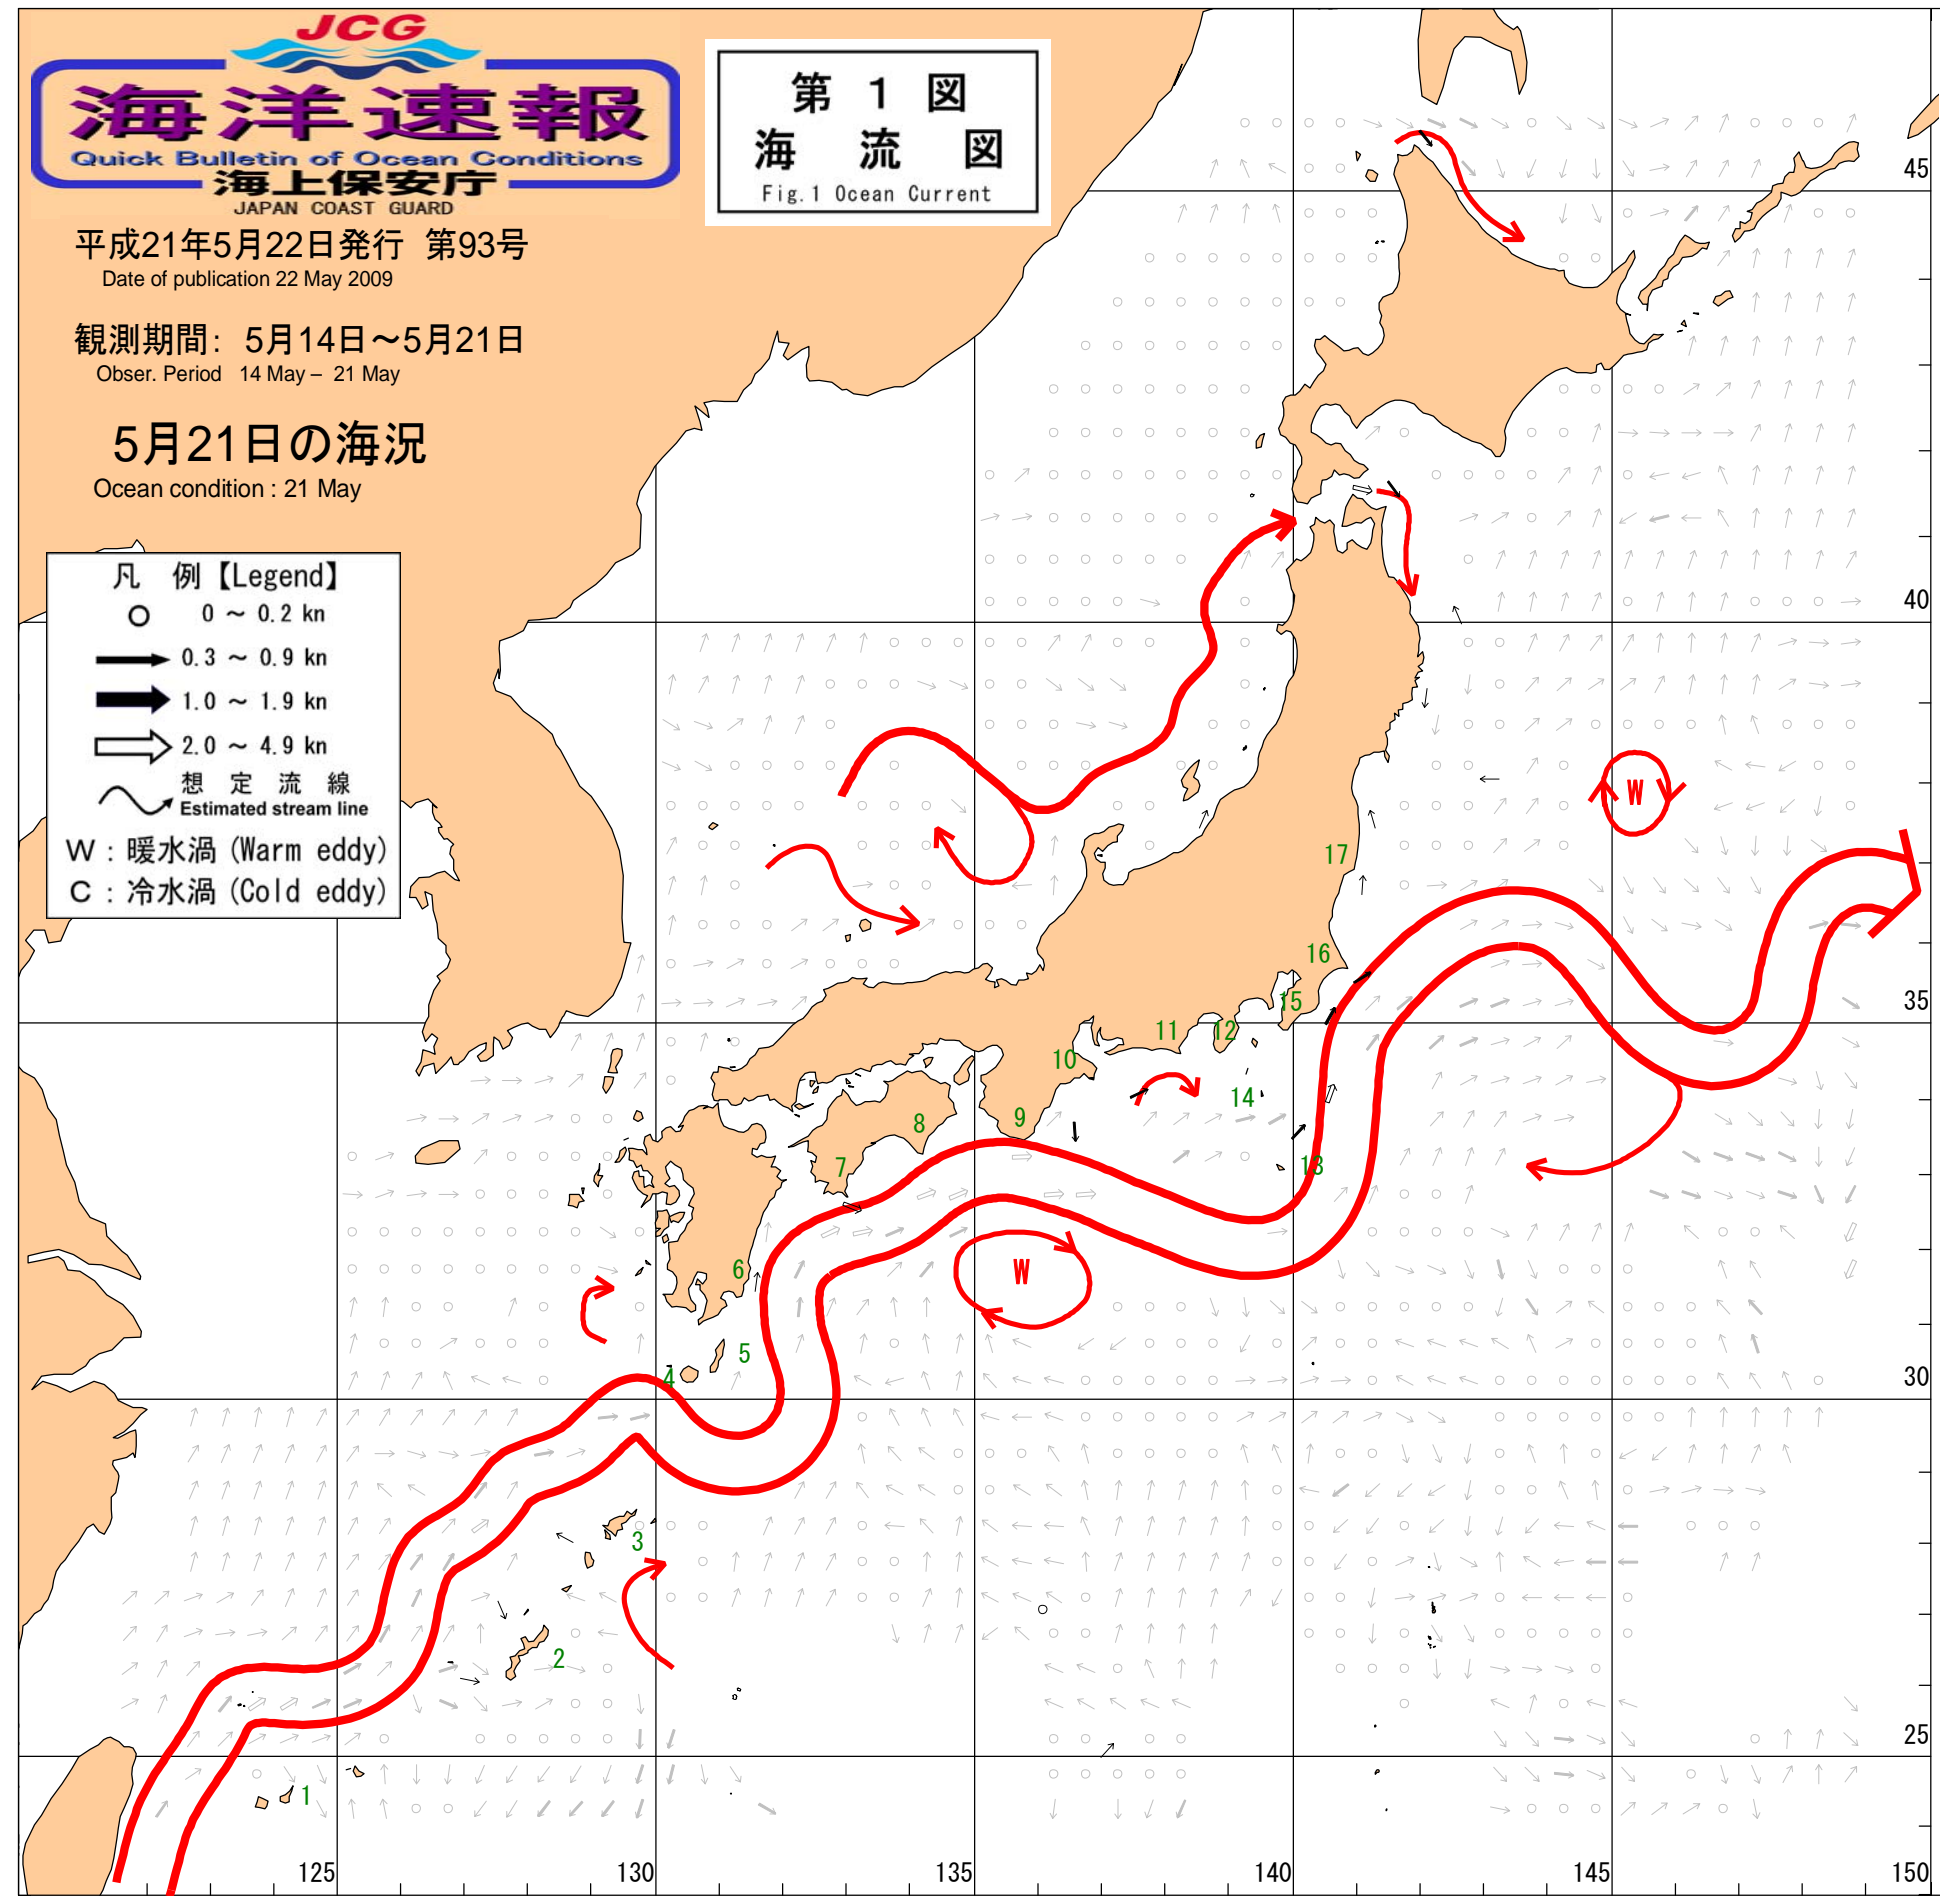 JCG
海洋速報
Quick Bulletin of Ocean Conditions
海上保安庁
JAPAN COAST GUARD
第 1 図
海 流 図
Fig.1 Ocean Current
平成21年5月22日発行 第93号
Date of publication 22 May 2009
観測期間: 5月14日～5月21日
Obser. Period 14 May – 21 May
5月21日の海況
Ocean condition : 21 May
凡 例【Legend】
0 ～ 0.2 kn
0.3 ～ 0.9 kn
1.0 ～ 1.9 kn
2.0 ～ 4.9 kn
想 定 流 線
Estimated stream line
W : 暖水渦 (Warm eddy)
C : 冷水渦 (Cold eddy)
45
40
W
17
16
35
15
12
11
10
14
9
8
7
13
W
6
5
4
30
3
2
25
1
125
130
135
140
145
150